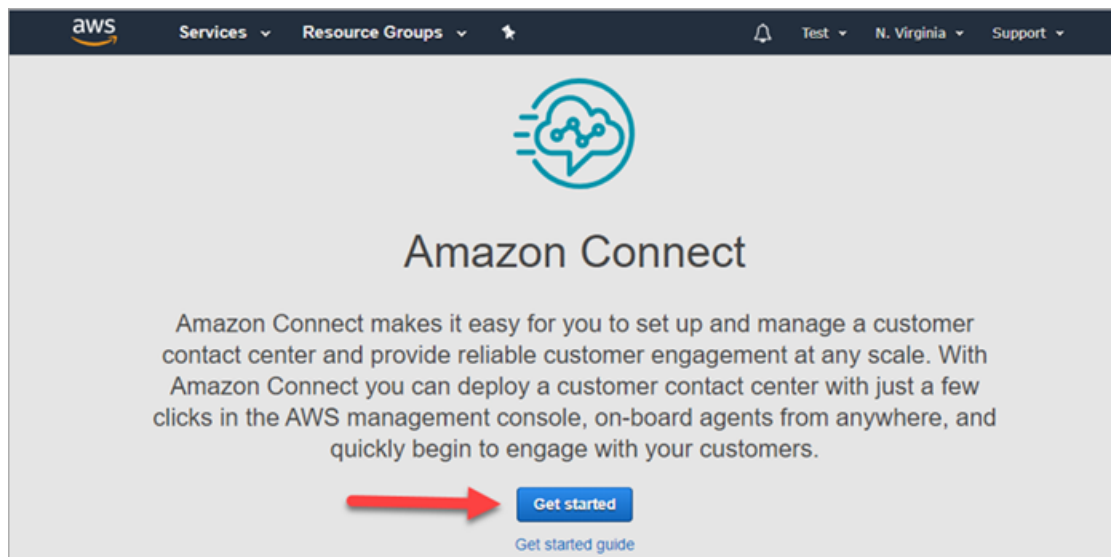 aws Services Resource Groups Test N. Virginia Support
Amazon Connect
Amazon Connect makes it easy for you to set up and manage a customer
contact center and provide reliable customer engagement at any scale. With
Amazon Connect you can deploy a customer contact center with just a few
clicks in the AWS management console, on-board agents from anywhere, and
quickly begin to engage with your customers.
Get started
Get started guide